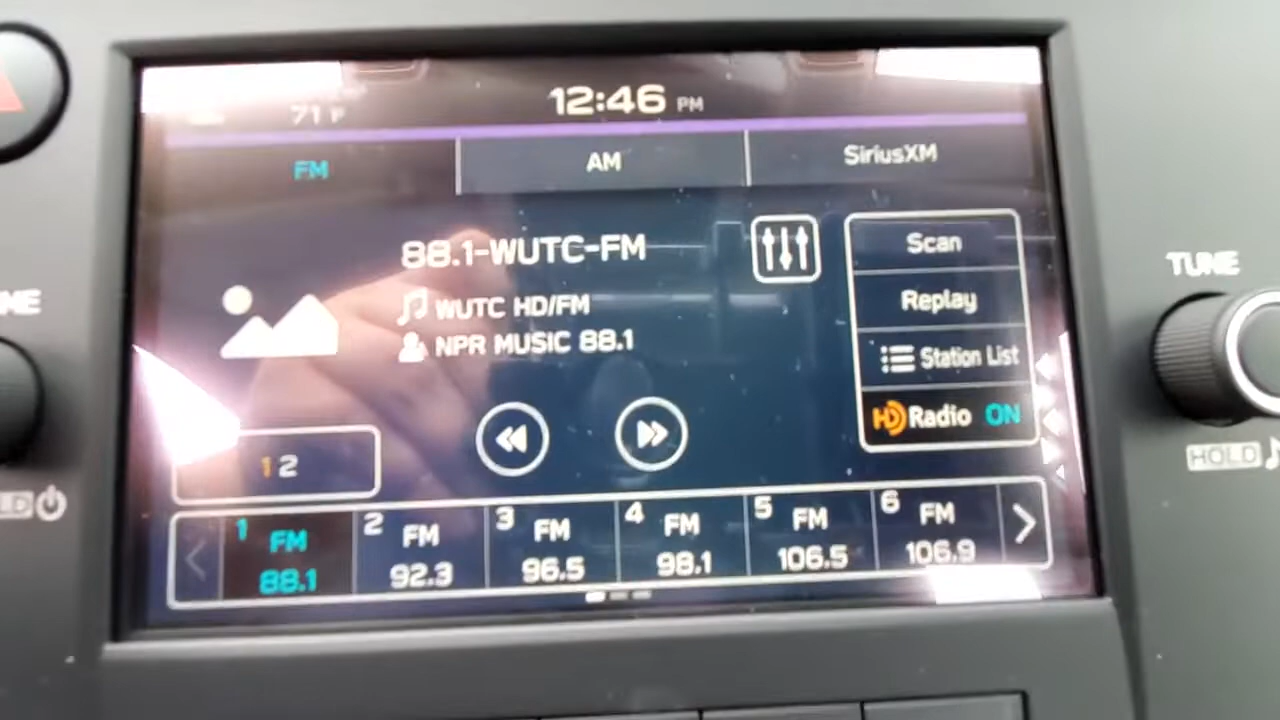 12:46 PM
71 F
FM
AM
SiriusXM
88.1-WUTC-FM
WUTC HD/FM
NPR MUSIC 88.1
Scan
Replay
Station List
HD Radio ON
1 2
1 FM 88.1
2 FM 92.3
3 FM 96.5
4 FM 98.1
5 FM 106.5
6 FM 106.9
TUNE
HOLD